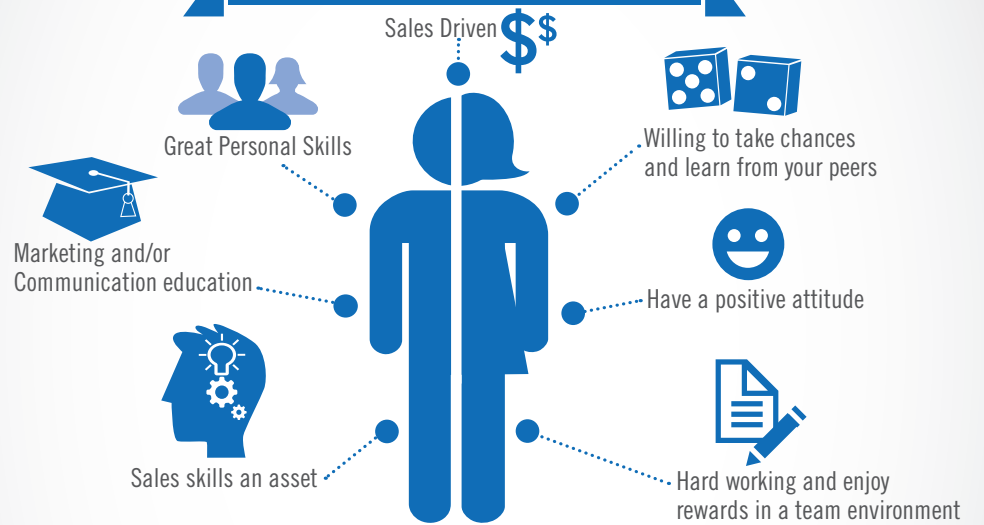 Sales Driven
$$
Great Personal Skills
Willing to take chances
and learn from your peers
Marketing and/or
Communication education
Have a positive attitude
Sales skills an asset
Hard working and enjoy
rewards in a team environment